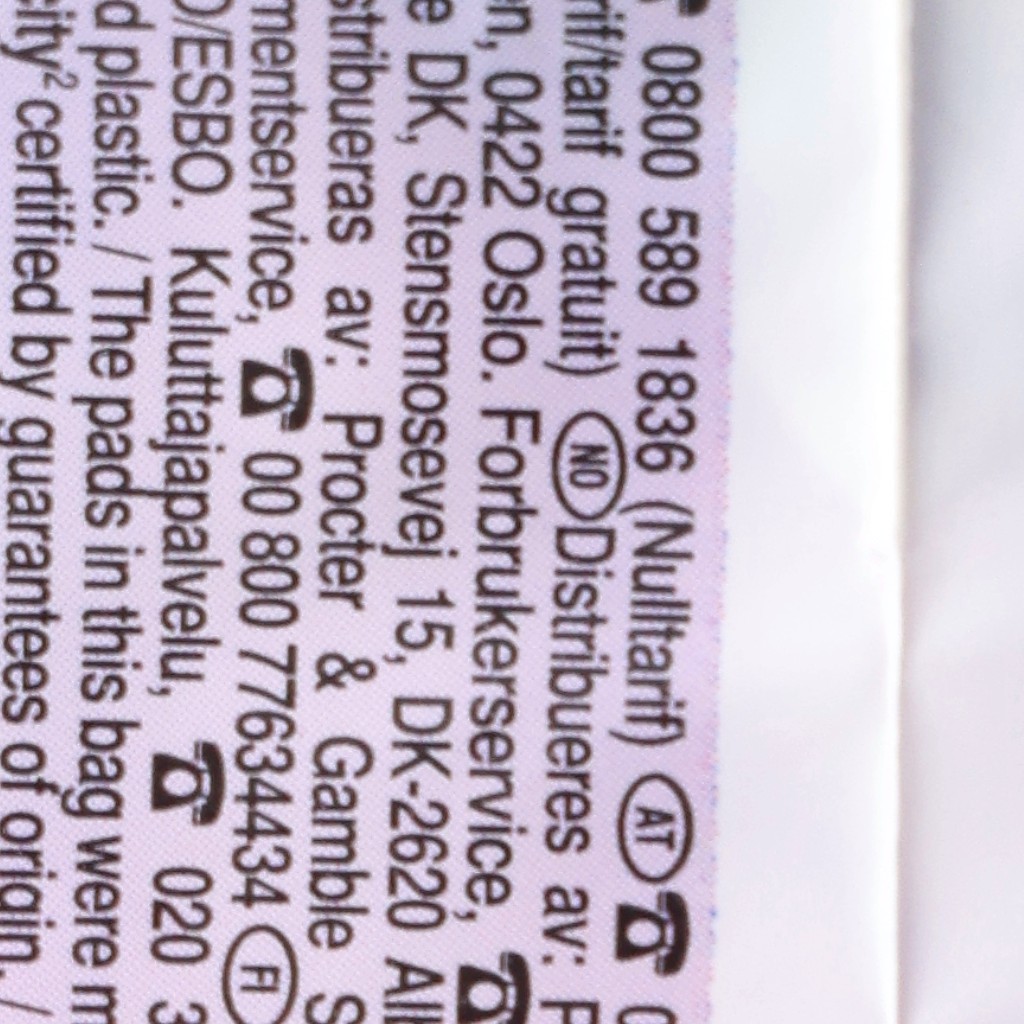 0800 589 1836 (Nulltarif) AT
rif/tarif gratuit) NO Distribueres av:
en, 0422 Oslo. Forbrukerservice,
e DK, Stensmosevej 15, DK-2620
stribueras av: Procter & Gamble
mentservice, 00 800 77634434 FI
/ESBO. Kuluttajapalvelu, 020
d plastic. / The pads in this bag were
city² certified by guarantees of origin. /